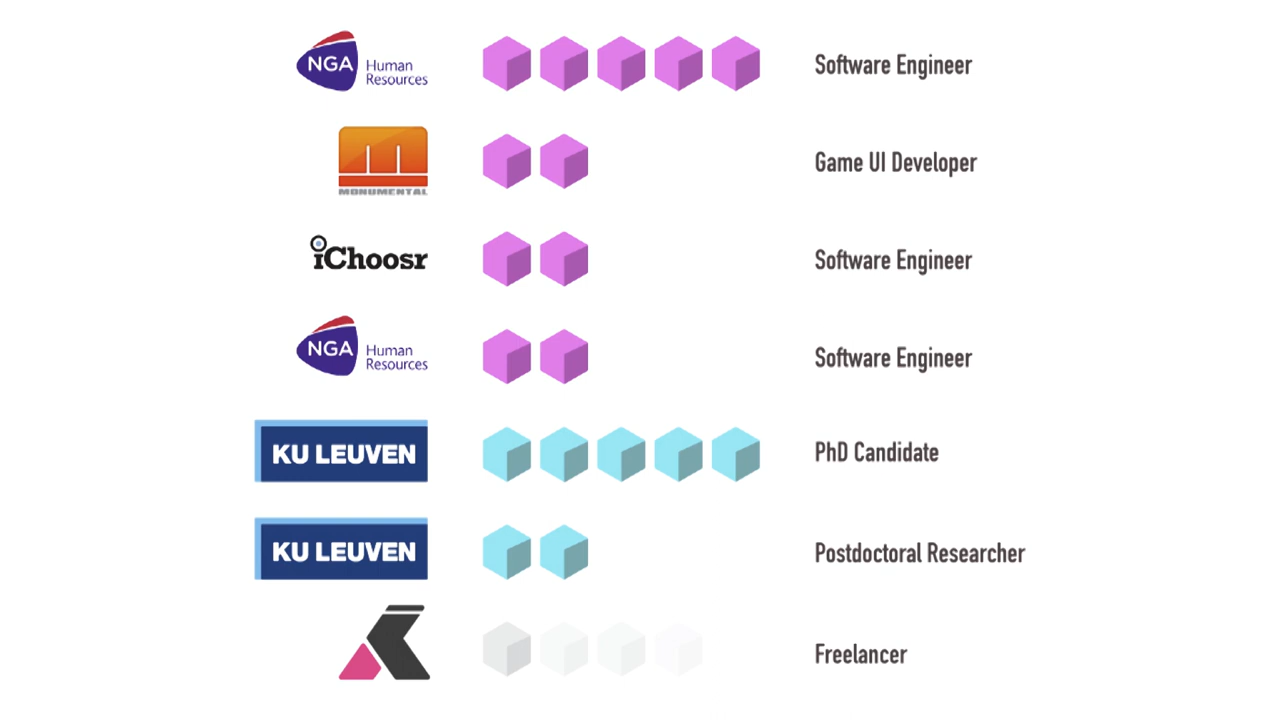 NGA Human Resources
Software Engineer
MONUMENTAL
Game UI Developer
iChoosr
Software Engineer
NGA Human Resources
Software Engineer
KU LEUVEN
PhD Candidate
KU LEUVEN
Postdoctoral Researcher
Freelancer